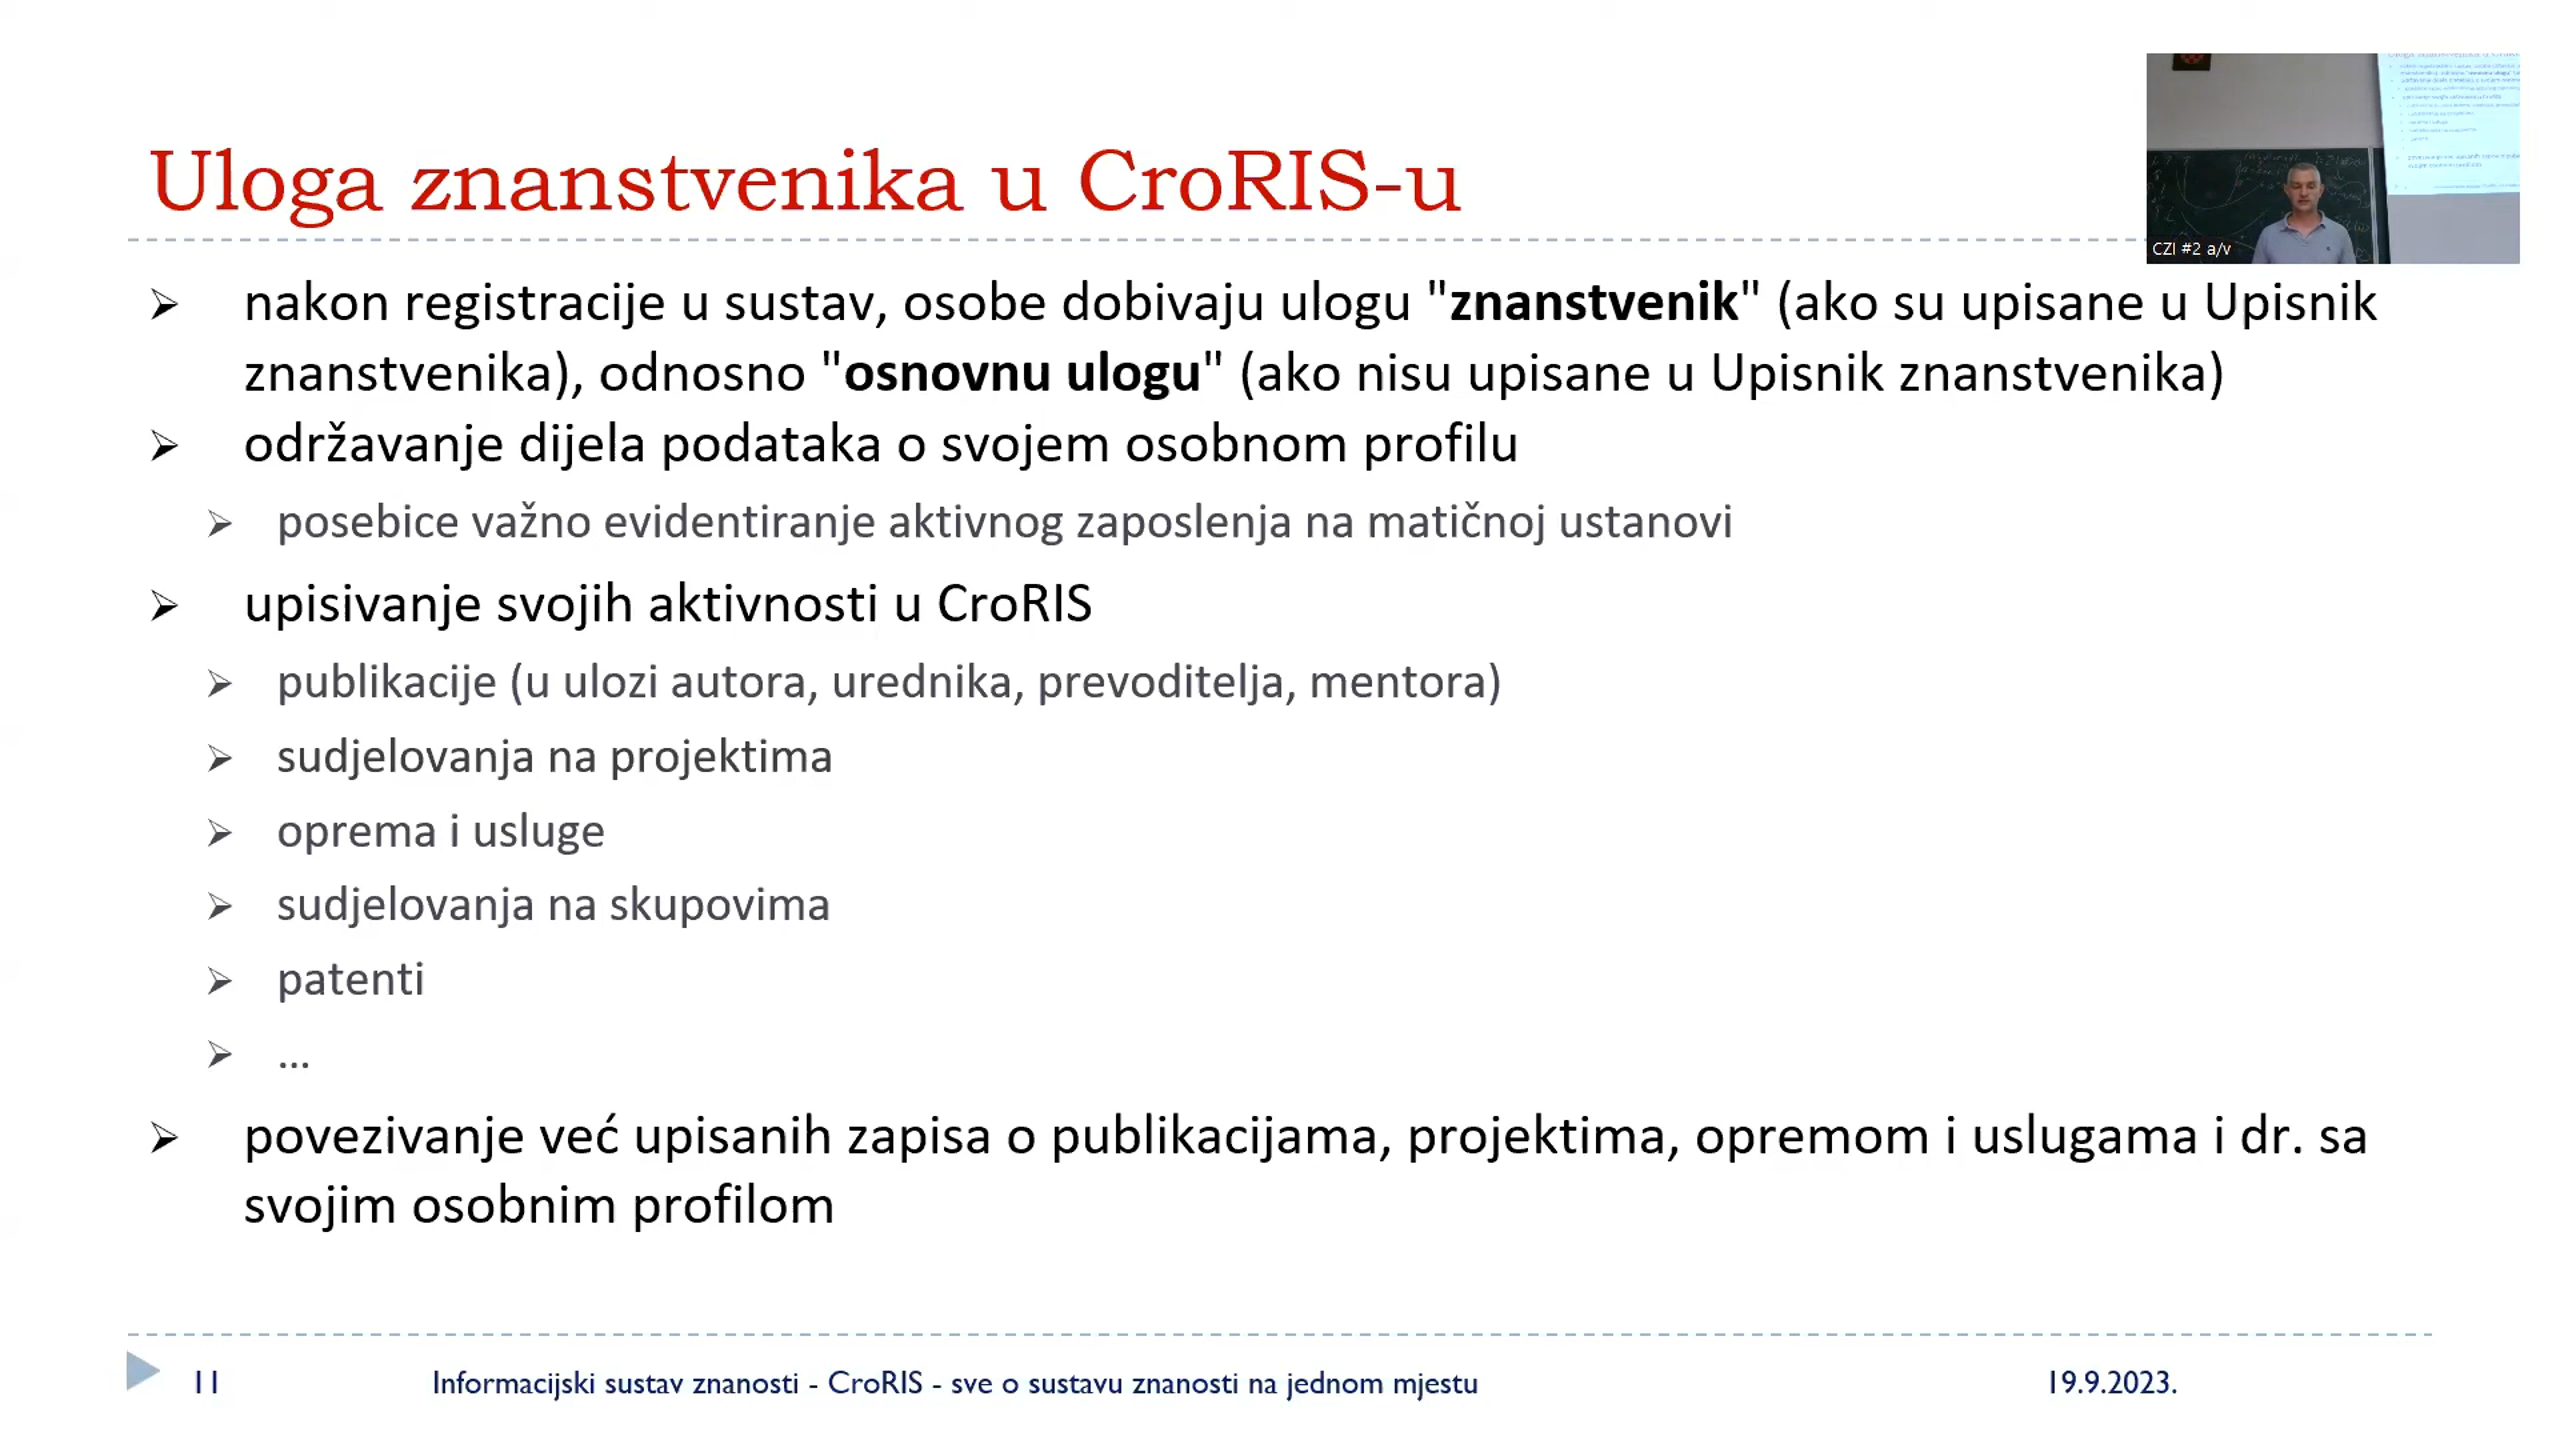 Uloga znanstvenika u CroRIS-u
CZI #2 a/v
nakon registracije u sustav, osobe dobivaju ulogu "znanstvenik" (ako su upisane u Upisnik
znanstvenika), odnosno "osnovnu ulogu" (ako nisu upisane u Upisnik znanstvenika)
održavanje dijela podataka o svojem osobnom profilu
posebice važno evidentiranje aktivnog zaposlenja na matičnoj ustanovi
upisivanje svojih aktivnosti u CroRIS
publikacije (u ulozi autora, urednika, prevoditelja, mentora)
sudjelovanja na projektima
oprema i usluge
sudjelovanja na skupovima
patenti
...
povezivanje već upisanih zapisa o publikacijama, projektima, opremom i uslugama i dr. sa
svojim osobnim profilom
11 Informacijski sustav znanosti - CroRIS - sve o sustavu znanosti na jednom mjestu 19.9.2023.